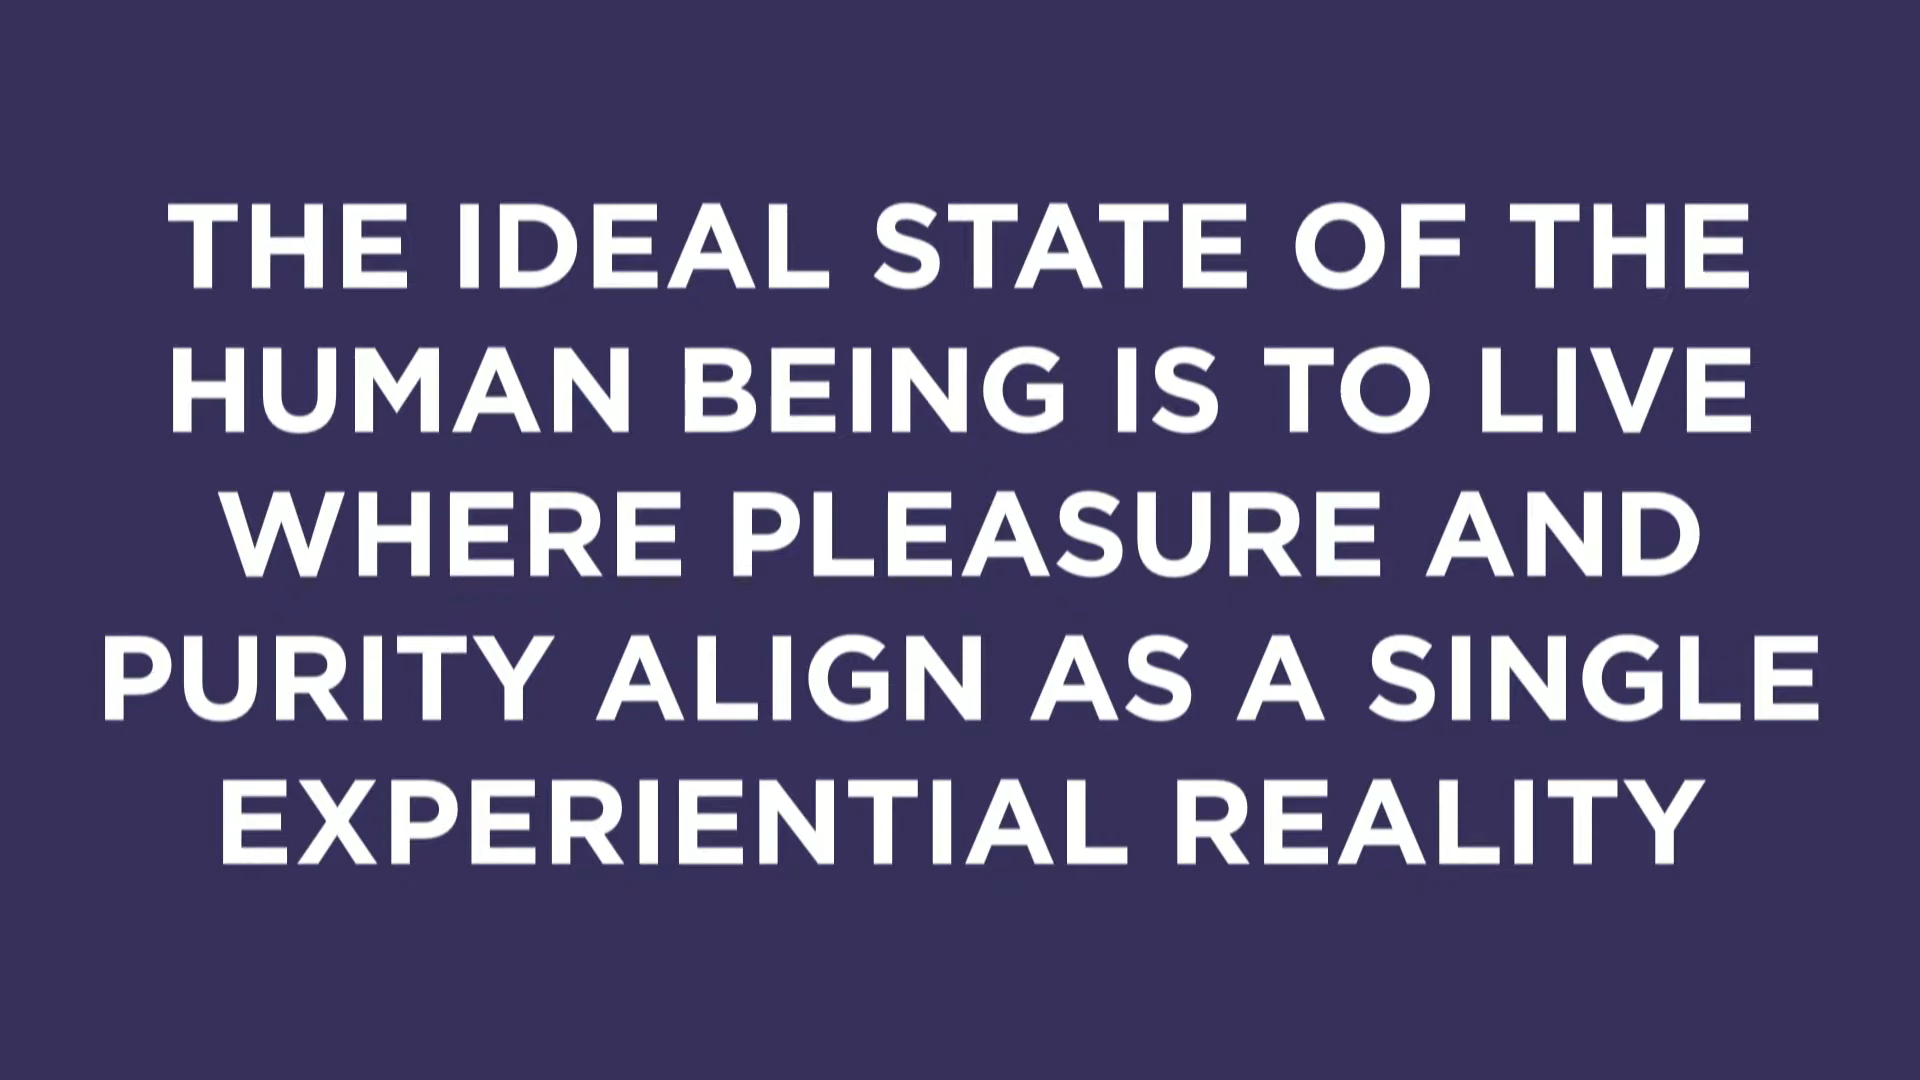 THE IDEAL STATE OF THE
HUMAN BEING IS TO LIVE
WHERE PLEASURE AND
PURITY ALIGN AS A SINGLE
EXPERIENTIAL REALITY